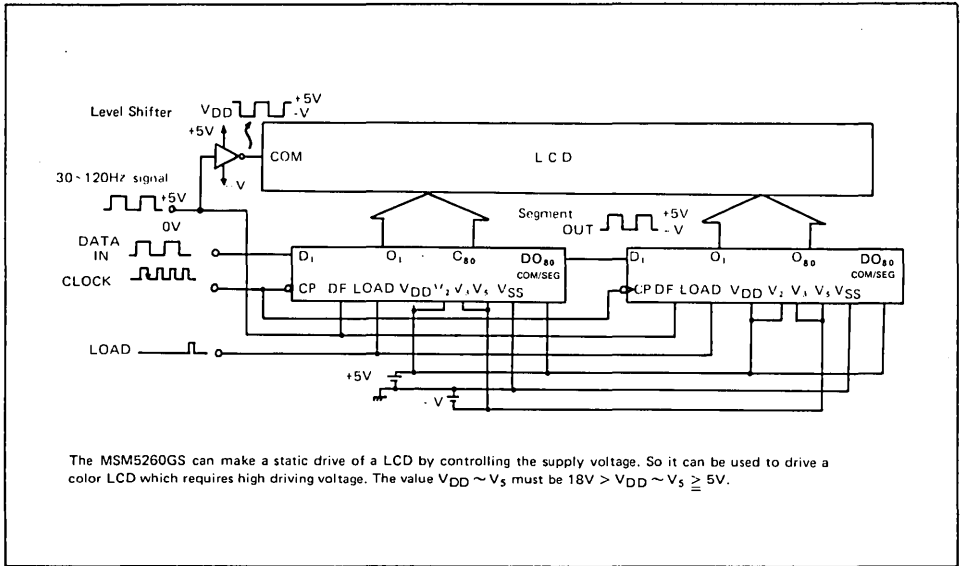 Level Shifter
VDD
+5V
-V
+5V
-V
COM
LCD
30~120Hz signal
+5V
0V
Segment
OUT
+5V
-V
DATA
IN
CLOCK
DI O1 C80 DO80
COM/SEG
CP DF LOAD VDD V2 V3 V5 VSS
DI O1 O80 DO80
COM/SEG
CP DF LOAD VDD V2 V3 V5 VSS
LOAD
+5V
-V
The MSM5260GS can make a static drive of a LCD by controlling the supply voltage. So it can be used to drive a
color LCD which requires high driving voltage. The value VDD ~ V5 must be 18V > VDD ~ V5 ≧ 5V.